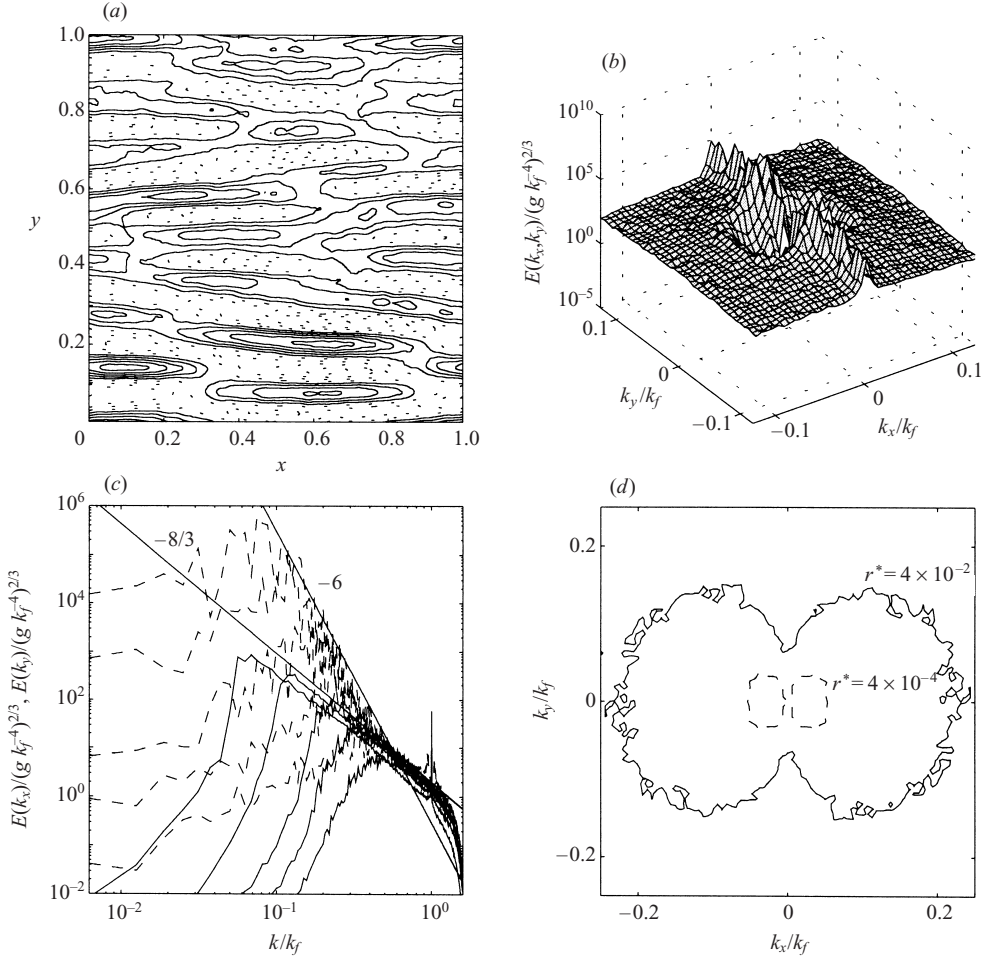 (a)
1.0
0.8
0.6
y
0.4
0.2
0
0.2
0.4
0.6
0.8
1.0
x
(b)
E(k_x,k_y)/(g k_f^{-4})^{2/3}
10^{10}
10^5
10^0
10^{-5}
0.1
0
−0.1
k_y/k_f
−0.1
0
0.1
k_x/k_f
(c)
E(k_x)/(g k_f^{-4})^{2/3}, E(k_y)/(g k_f^{-4})^{2/3}
10^6
10^4
10^2
10^0
10^{-2}
−8/3
−6
10^{-2}
10^{-1}
10^0
k/k_f
(d)
k_y/k_f
0.2
0
−0.2
r* = 4 × 10^{-2}
r* = 4 × 10^{-4}
−0.2
0
0.2
k_x/k_f